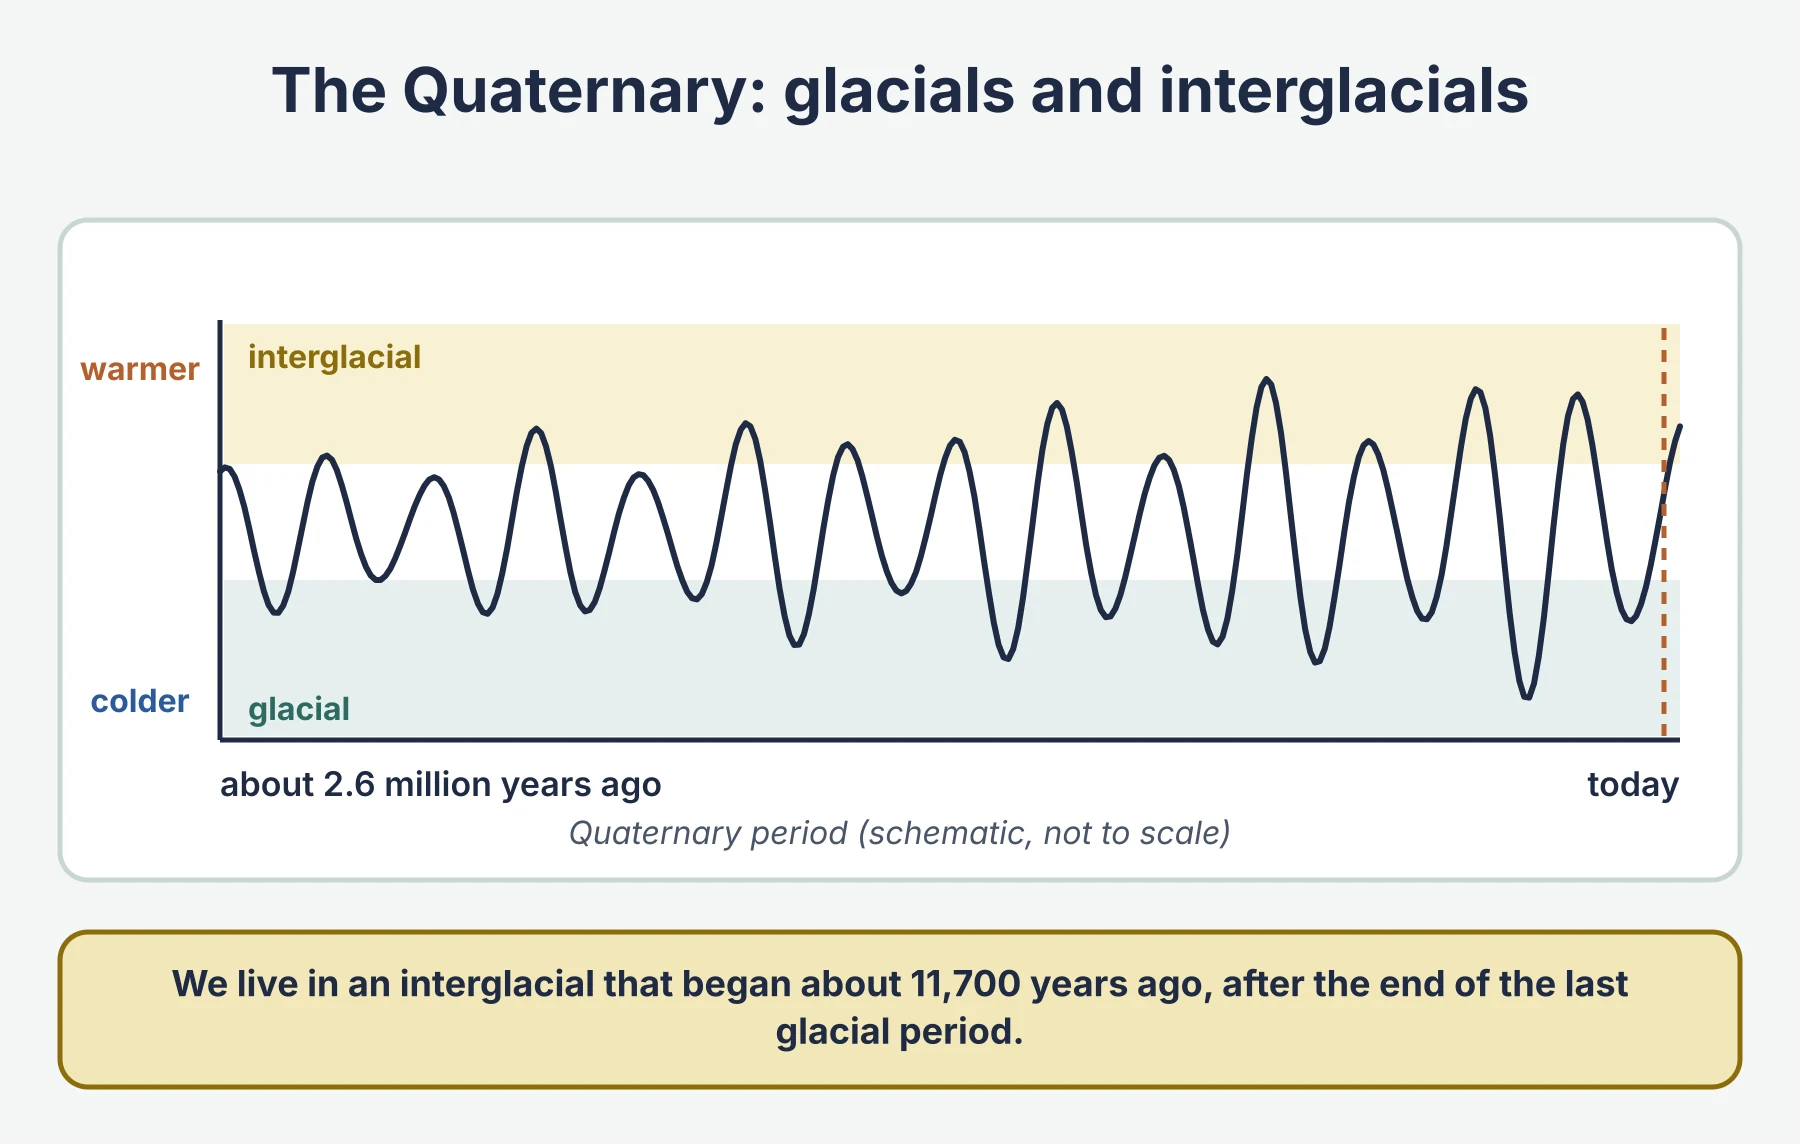 The Quaternary: glacials and interglacials
warmer
interglacial
colder
glacial
about 2.6 million years ago
today
Quaternary period (schematic, not to scale)
We live in an interglacial that began about 11,700 years ago, after the end of the last
glacial period.